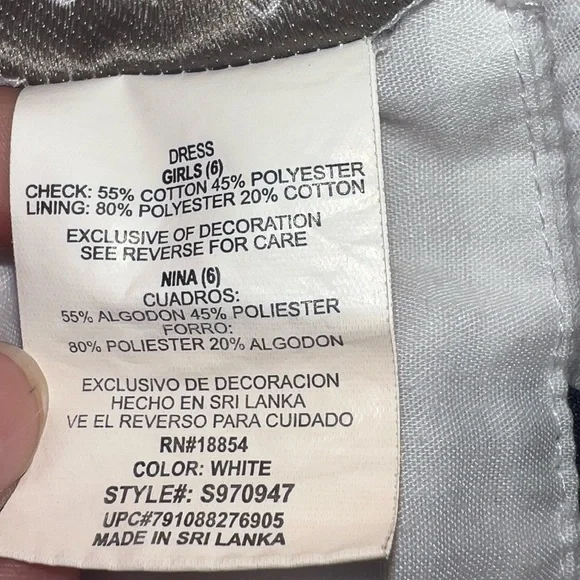 DRESS
GIRLS (6)
CHECK: 55% COTTON 45% POLYESTER
LINING: 80% POLYESTER 20% COTTON
EXCLUSIVE OF DECORATION
SEE REVERSE FOR CARE
NINA (6)
CUADROS:
55% ALGODON 45% POLIESTER
FORRO:
80% POLIESTER 20% ALGODON
EXCLUSIVO DE DECORACION
HECHO EN SRI LANKA
VE EL REVERSO PARA CUIDADO
RN#18854
COLOR: WHITE
STYLE#: S970947
UPC#791088276905
MADE IN SRI LANKA